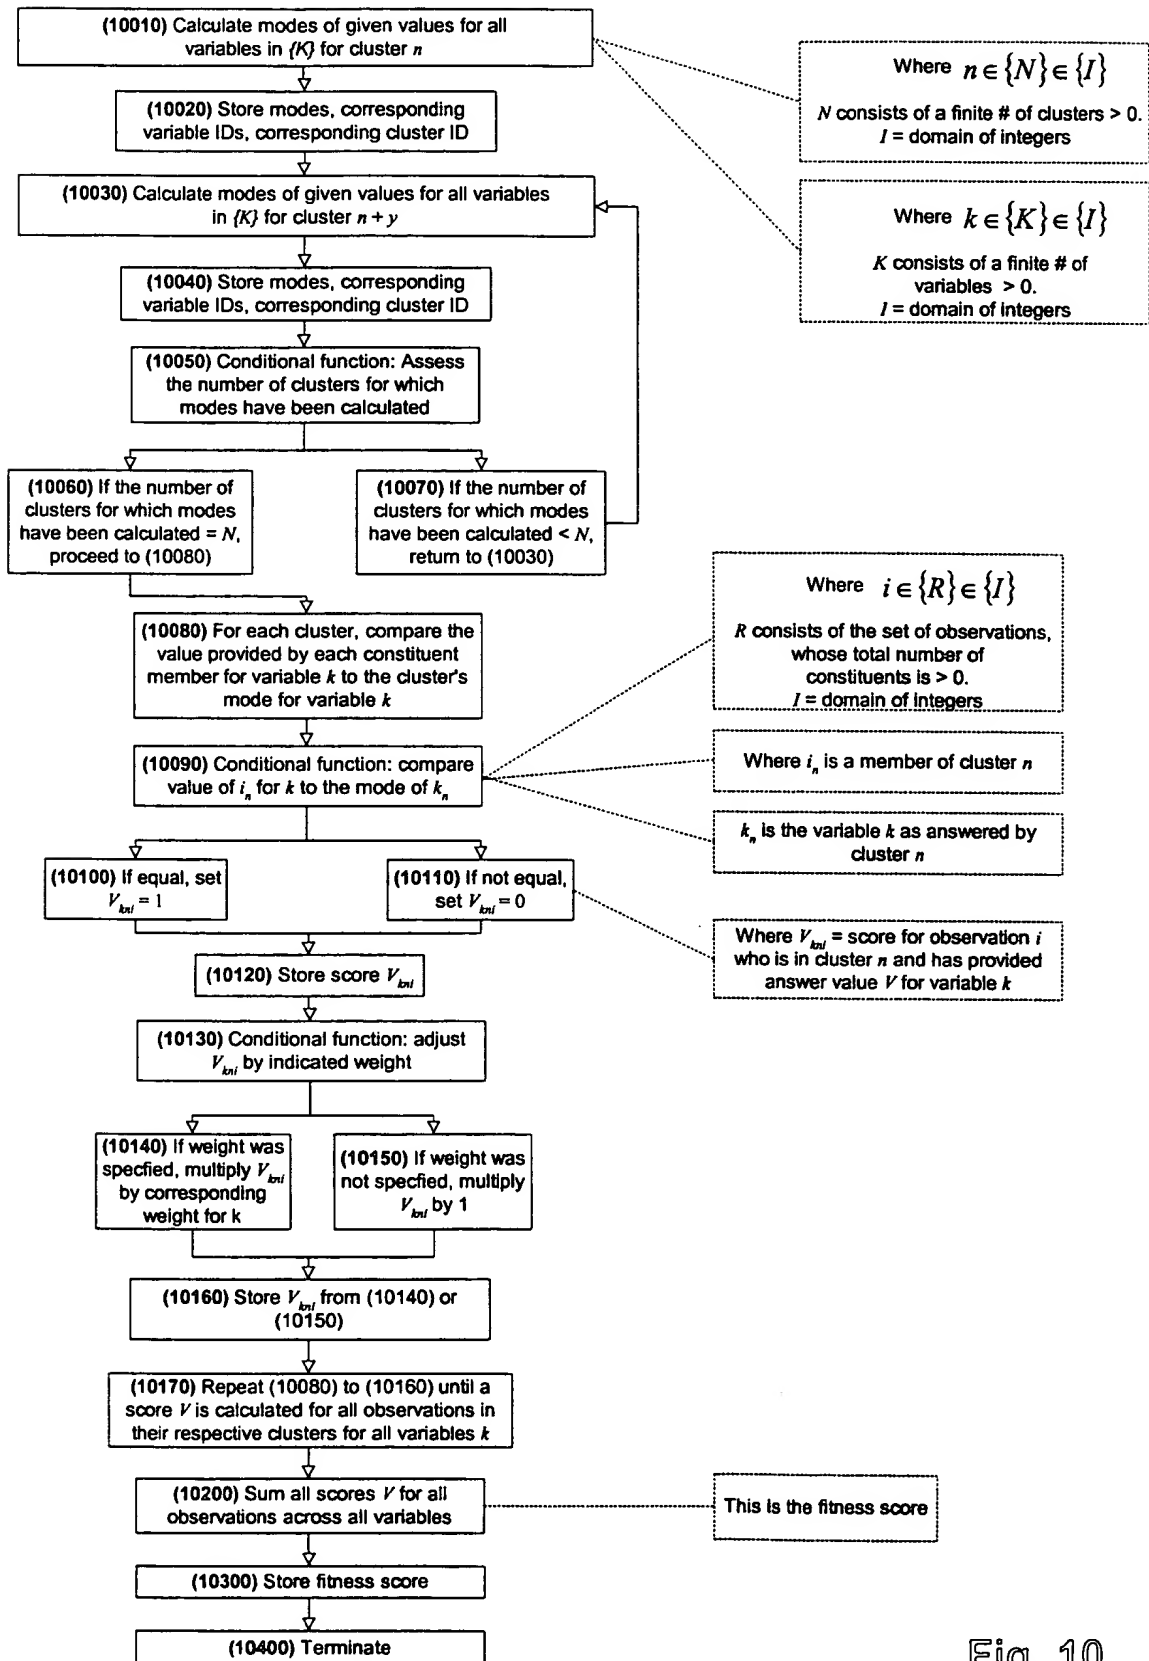 (10010) Calculate modes of given values for all
variables in {K} for cluster n
Where n ∈ {N} ∈ {I}
N consists of a finite # of clusters > 0.
I = domain of integers
(10020) Store modes, corresponding
variable IDs, corresponding cluster ID
(10030) Calculate modes of given values for all variables
in {K} for cluster n + y
Where k ∈ {K} ∈ {I}
K consists of a finite # of
variables > 0.
I = domain of integers
(10040) Store modes, corresponding
variable IDs, corresponding cluster ID
(10050) Conditional function: Assess
the number of clusters for which
modes have been calculated
(10060) If the number of
clusters for which modes
have been calculated = N,
proceed to (10080)
(10070) If the number of
clusters for which modes
have been calculated < N,
return to (10030)
Where i ∈ {R} ∈ {I}
R consists of the set of observations,
whose total number of
constituents is > 0.
I = domain of integers
(10080) For each cluster, compare the
value provided by each constituent
member for variable k to the cluster's
mode for variable k
(10090) Conditional function: compare
value of i_n for k to the mode of k_n
Where i_n is a member of cluster n
k_n is the variable k as answered by
cluster n
(10100) If equal, set
V_kni = 1
(10110) If not equal,
set V_kni = 0
Where V_kni = score for observation i
who is in cluster n and has provided
answer value V for variable k
(10120) Store score V_kni
(10130) Conditional function: adjust
V_kni by indicated weight
(10140) If weight was
specfied, multiply V_kni
by corresponding
weight for k
(10150) If weight was
not specfied, multiply
V_kni by 1
(10160) Store V_kni from (10140) or
(10150)
(10170) Repeat (10080) to (10160) until a
score V is calculated for all observations in
their respective clusters for all variables k
(10200) Sum all scores V for all
observations across all variables
This is the fitness score
(10300) Store fitness score
(10400) Terminate
Fig. 10